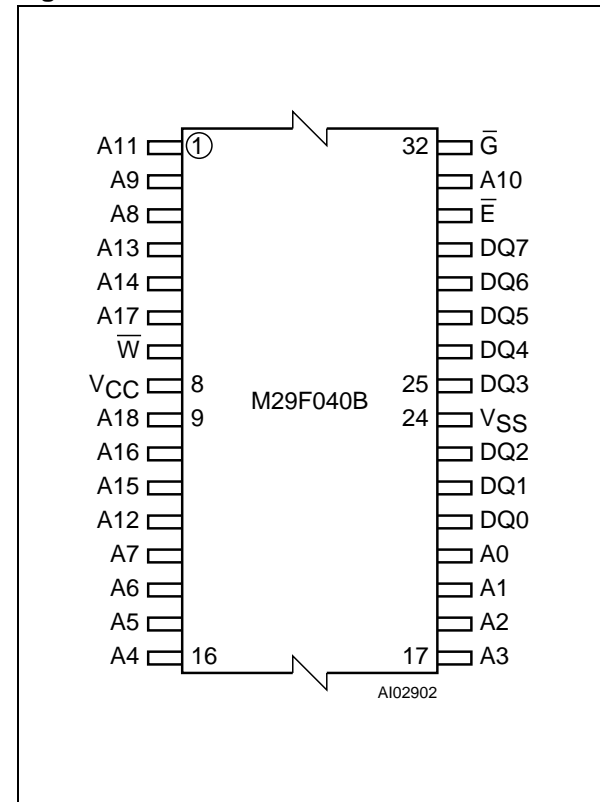 A11 1 32 G̅
A9 A10
A8 E̅
A13 DQ7
A14 DQ6
A17 DQ5
W̅ DQ4
VCC 8 25 DQ3
M29F040B
A18 9 24 VSS
A16 DQ2
A15 DQ1
A12 DQ0
A7 A0
A6 A1
A5 A2
A4 16 17 A3
AI02902